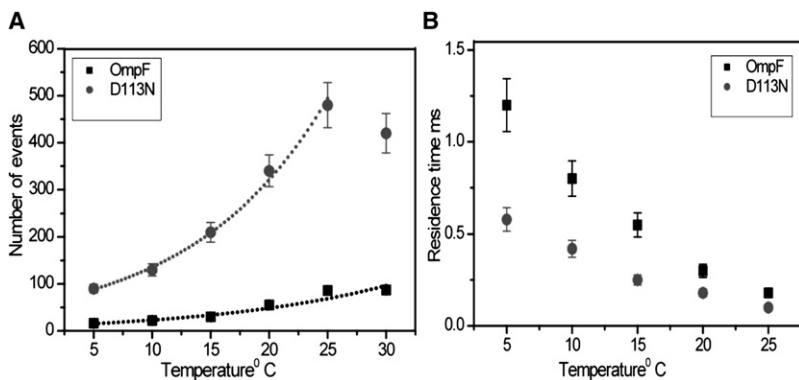 A
600
500
400
300
200
100
0
Number of events
OmpF
D113N
5 10 15 20 25 30
Temperature⁰ C
B
1.5
1.0
0.5
0.0
Residence time ms
OmpF
D113N
5 10 15 20 25
Temperature⁰ C